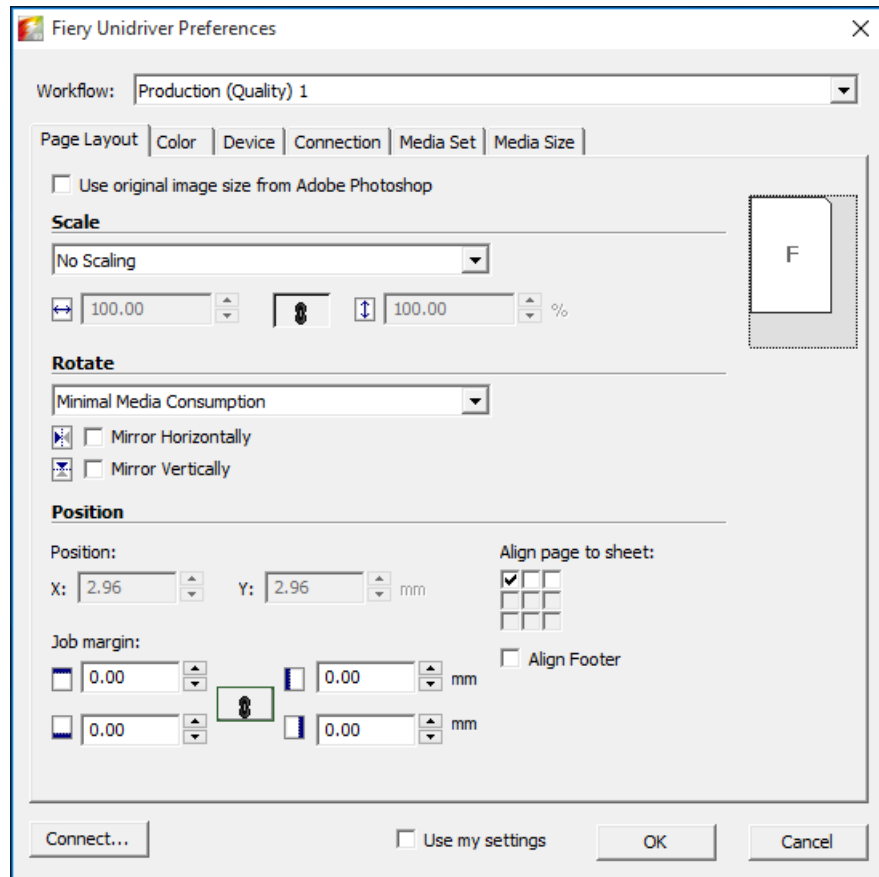 Fiery Unidriver Preferences
Workflow: Production (Quality) 1
Page Layout Color Device Connection Media Set Media Size
Use original image size from Adobe Photoshop
Scale
No Scaling
F
100.00 100.00 %
Rotate
Minimal Media Consumption
Mirror Horizontally
Mirror Vertically
Position
Position: Align page to sheet:
X: 2.96 Y: 2.96 mm
Job margin:
Align Footer
0.00 0.00 mm
0.00 0.00 mm
Connect... Use my settings OK Cancel